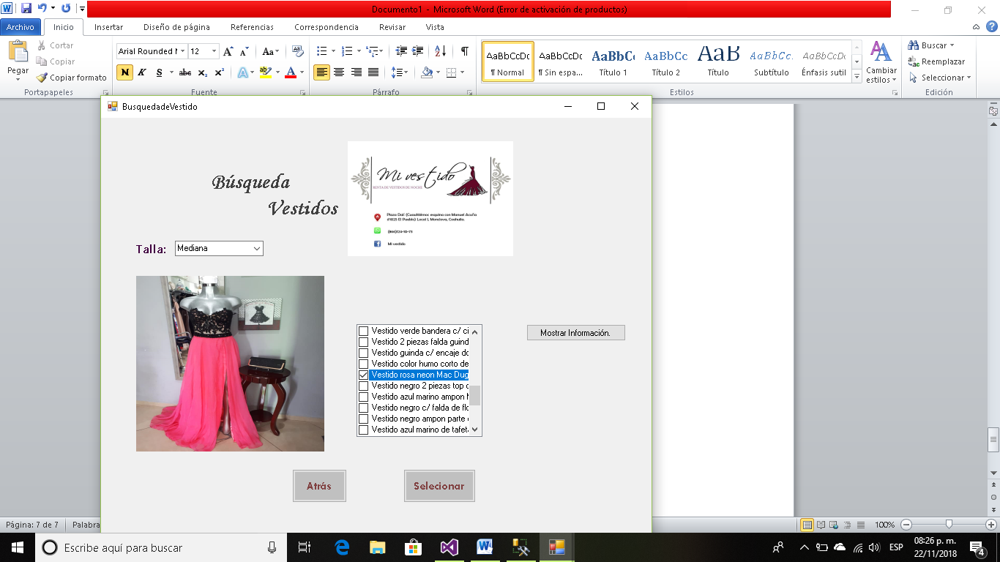 Documento1 - Microsoft Word (Error de activación de productos)
Archivo Inicio Insertar Diseño de página Referencias Correspondencia Revisar Vista
Pegar
Cortar
Copiar
Copiar formato
Portapapeles
Arial Rounded 12
N K S abc x₂ x²
Fuente
Párrafo
AaBbCcDc
¶ Normal
AaBbCcDc
¶ Sin espa...
AaBbC
Título 1
AaBbCc
Título 2
AaB
Título
AaBbCc.
Subtítulo
AaBbCcDc
Énfasis sutil
Cambiar estilos
Estilos
Buscar
Reemplazar
Seleccionar
Edición
BusquedadeVestido
Búsqueda
Vestidos
Mi vestido
RENTA DE VESTIDOS DE NOCHE
Plaza Dalí (Cuauhtémoc esquina con Manuel Acuña
#1025 El Pueblo) Local I, Monclova, Coahuila.
(866)124-10-73
Mi vestido
Talla: Mediana
Vestido verde bandera c/ ci
Vestido 2 piezas falda guind
Vestido guinda c/ encaje do
Vestido color humo corto de
Vestido rosa neon Mac Dug
Vestido negro 2 piezas top c
Vestido azul marino ampon h
Vestido negro c/ falda de flo
Vestido negro ampon parte
Vestido azul marino de tafeta
Mostrar Información.
Atrás
Selecionar
Página: 7 de 7 Palabra
100%
Escribe aquí para buscar
ESP
08:26 p. m.
22/11/2018
4